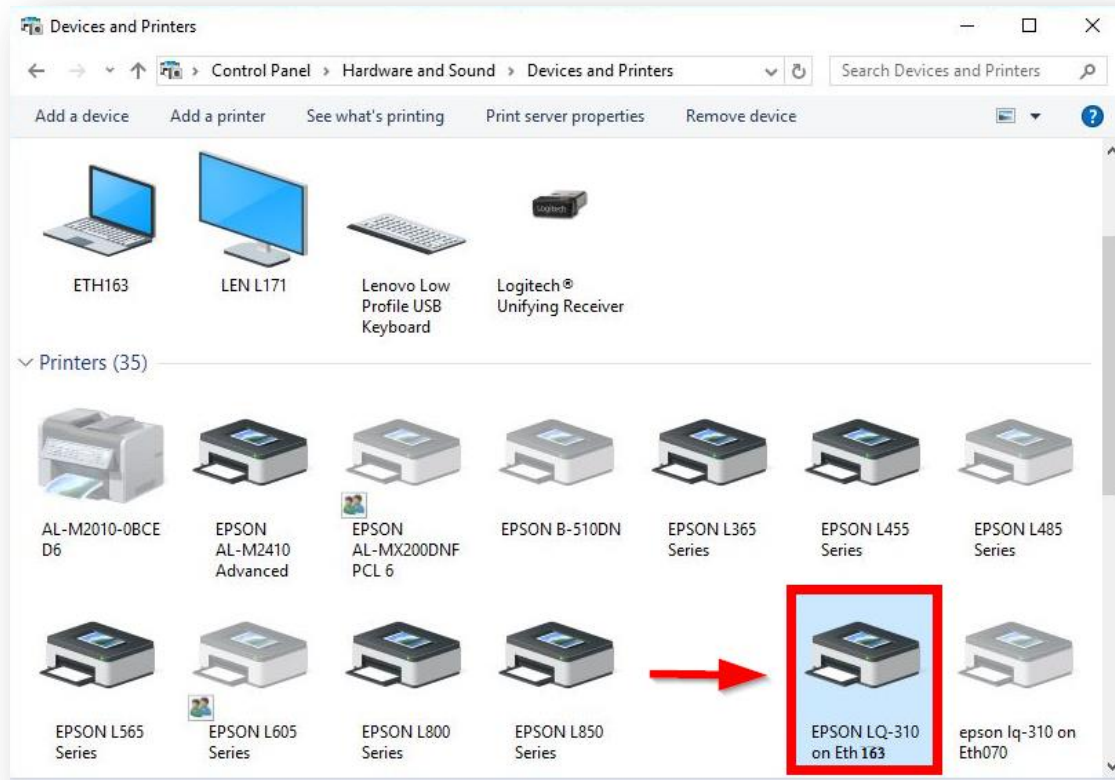 Devices and Printers
Control Panel > Hardware and Sound > Devices and Printers
Search Devices and Printers
Add a device
Add a printer
See what's printing
Print server properties
Remove device
?
Logitech
ETH163
LEN L171
Lenovo Low
Profile USB
Keyboard
Logitech®
Unifying Receiver
Printers (35)
AL-M2010-0BCE
D6
EPSON
AL-M2410
Advanced
EPSON
AL-MX200DNF
PCL 6
EPSON B-510DN
EPSON L365
Series
EPSON L455
Series
EPSON L485
Series
EPSON L565
Series
EPSON L605
Series
EPSON L800
Series
EPSON L850
Series
EPSON LQ-310
on Eth 163
epson lq-310 on
Eth070